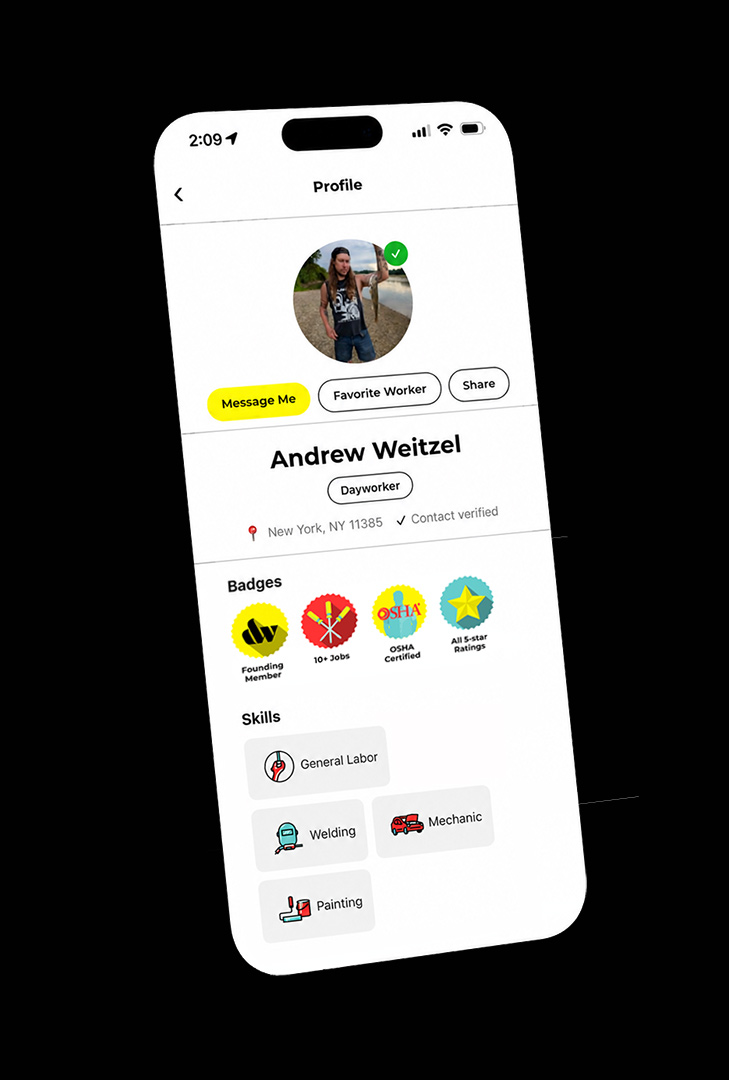 2:09
Profile
Message Me
Favorite Worker
Share
Andrew Weitzel
Dayworker
New York, NY 11385
Contact verified
Badges
dw
OSHA
Founding
Member
10+ Jobs
OSHA
Certified
All 5-star
Ratings
Skills
General Labor
Welding
Mechanic
Painting